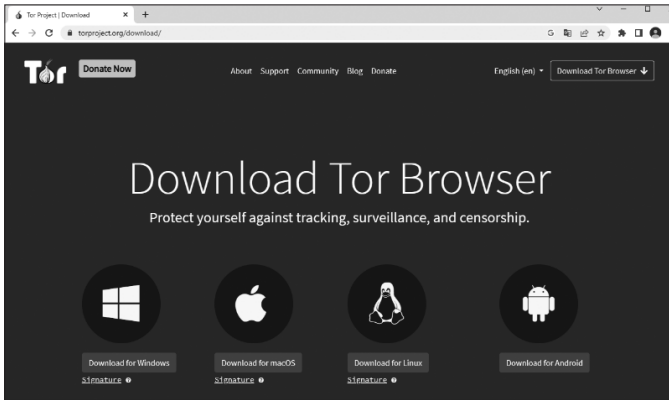 Tor Project | Download
torproject.org/download/
Tor Donate Now About Support Community Blog Donate English (en) Download Tor Browser
Download Tor Browser
Protect yourself against tracking, surveillance, and censorship.
Download for Windows Download for macOS Download for Linux Download for Android
Signature Signature Signature